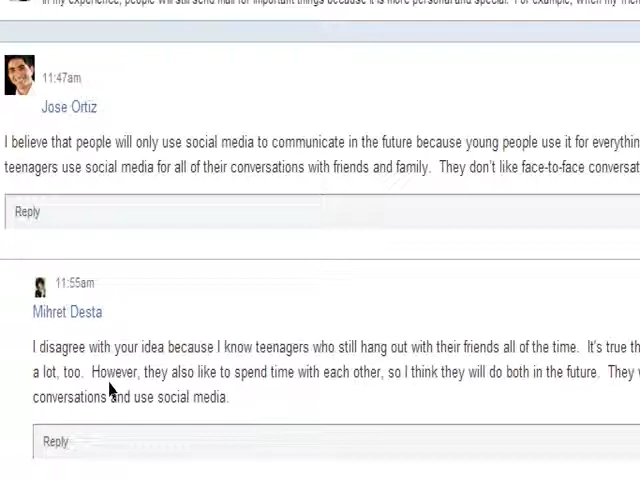 In my experience, people will still send mail for important things because it is more personal and special. For example, when my
11:47am
Jose Ortiz
I believe that people will only use social media to communicate in the future because young people use it for
teenagers use social media for all of their conversations with friends and family. They don't like face-to-face
Reply
11:55am
Mihret Desta
I disagree with your idea because I know teenagers who still hang out with their friends all of the time. It's true
a lot, too. However, they also like to spend time with each other, so I think they will do both in the future. They
conversations and use social media.
Reply